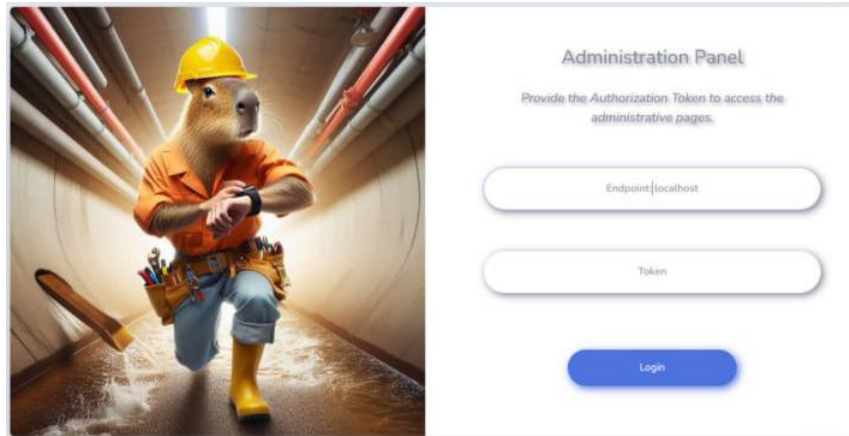 Administration Panel
Provide the Authorization Token to access the
administrative pages.
Endpoint: localhost
Token
Login